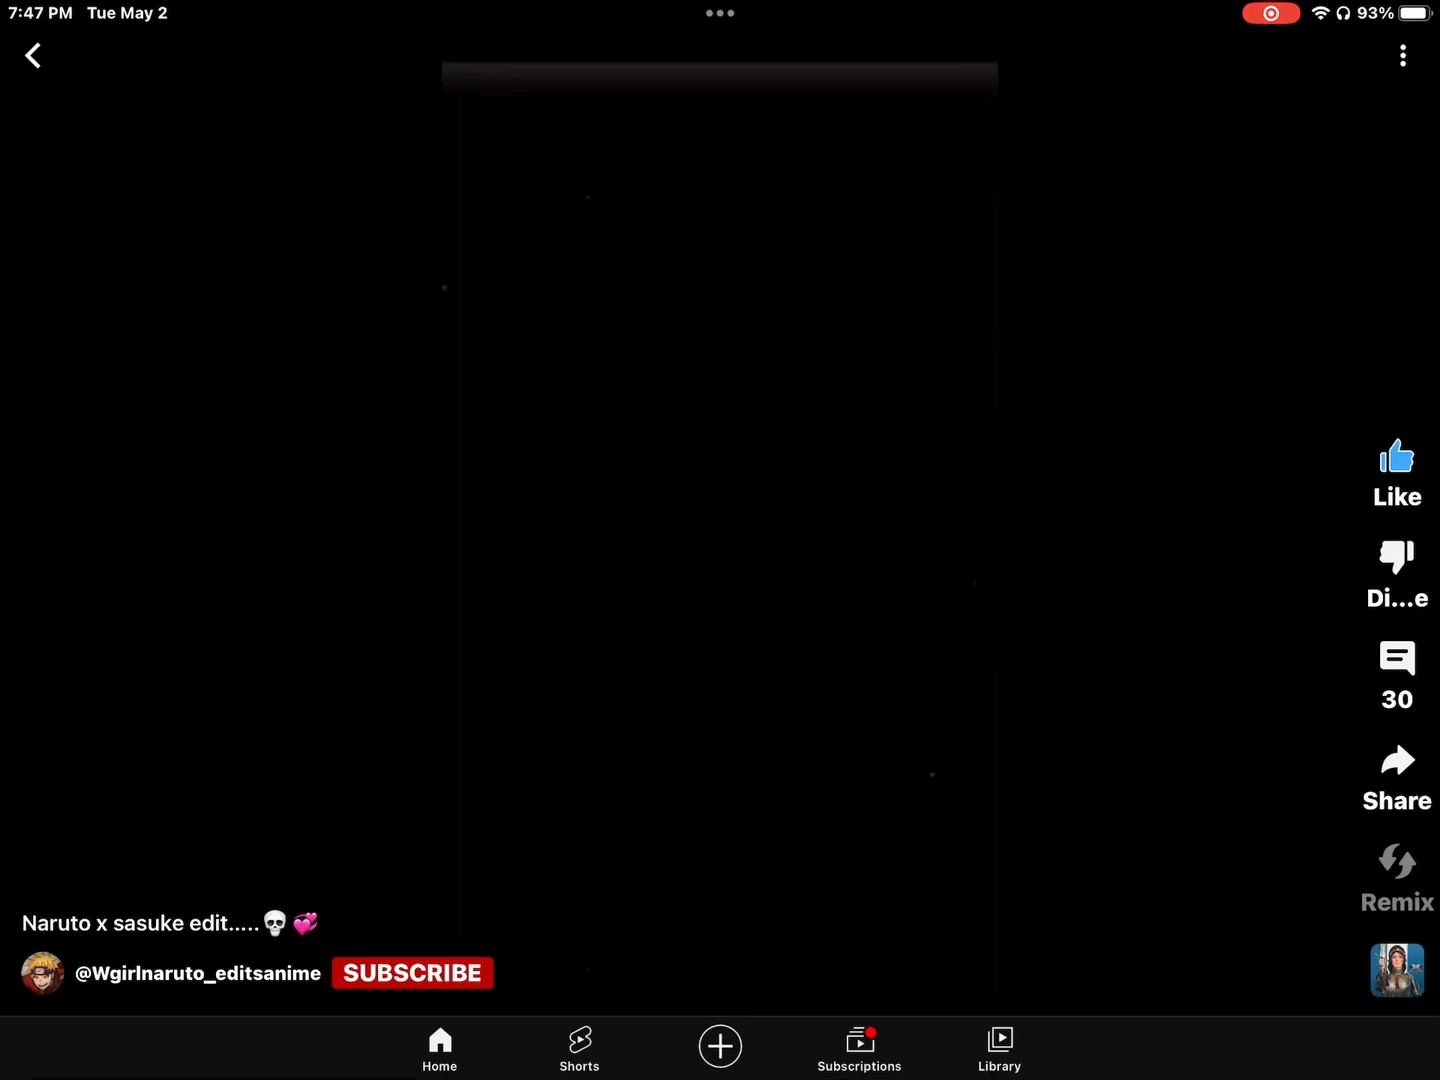 7:47 PM Tue May 2
93%
Like
Di...e
30
Share
Remix
Naruto x sasuke edit.....💀💞
@Wgirlnaruto_editsanime SUBSCRIBE
Home Shorts Subscriptions Library